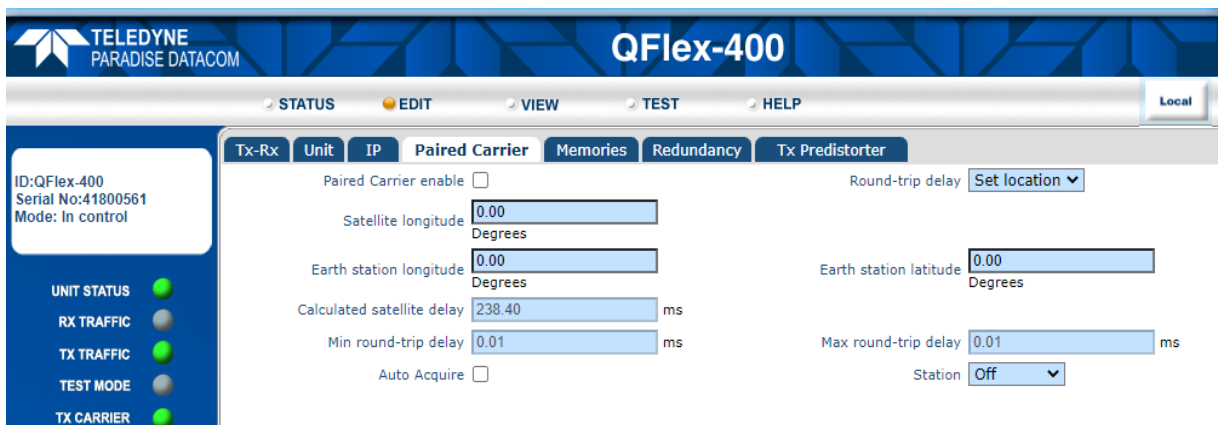 TELEDYNE
PARADISE DATACOM
QFlex-400
STATUS EDIT VIEW TEST HELP Local
Tx-Rx Unit IP Paired Carrier Memories Redundancy Tx Predistorter
ID:QFlex-400
Serial No:41800561
Mode: In control
UNIT STATUS
RX TRAFFIC
TX TRAFFIC
TEST MODE
TX CARRIER
Paired Carrier enable Round-trip delay Set location
Satellite longitude 0.00
Degrees
Earth station longitude 0.00 Earth station latitude 0.00
Degrees Degrees
Calculated satellite delay 238.40 ms
Min round-trip delay 0.01 ms Max round-trip delay 0.01 ms
Auto Acquire Station Off